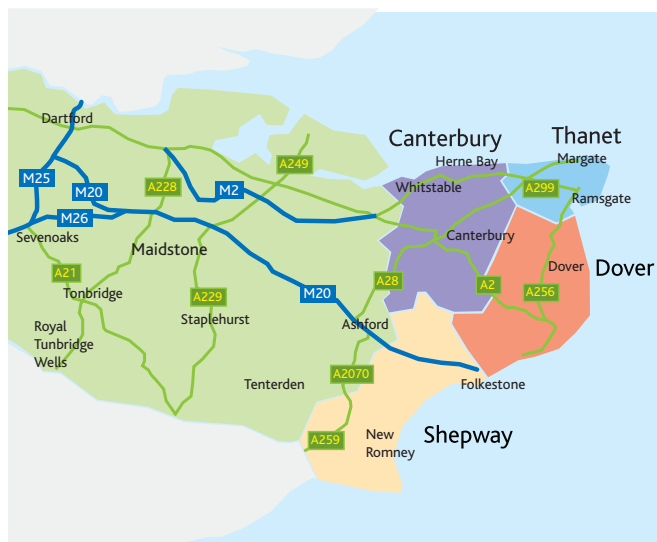 Dartford
Canterbury
Thanet
Herne Bay
Margate
A249
M25
M20
A228
M2
Whitstable
A299
Ramsgate
M26
Sevenoaks
Maidstone
Canterbury
A21
Tonbridge
A28
A2
Dover
Dover
A229
M20
A256
Staplehurst
Ashford
Royal
Tunbridge
Wells
A2070
Tenterden
Folkestone
A259
New
Romney
Shepway